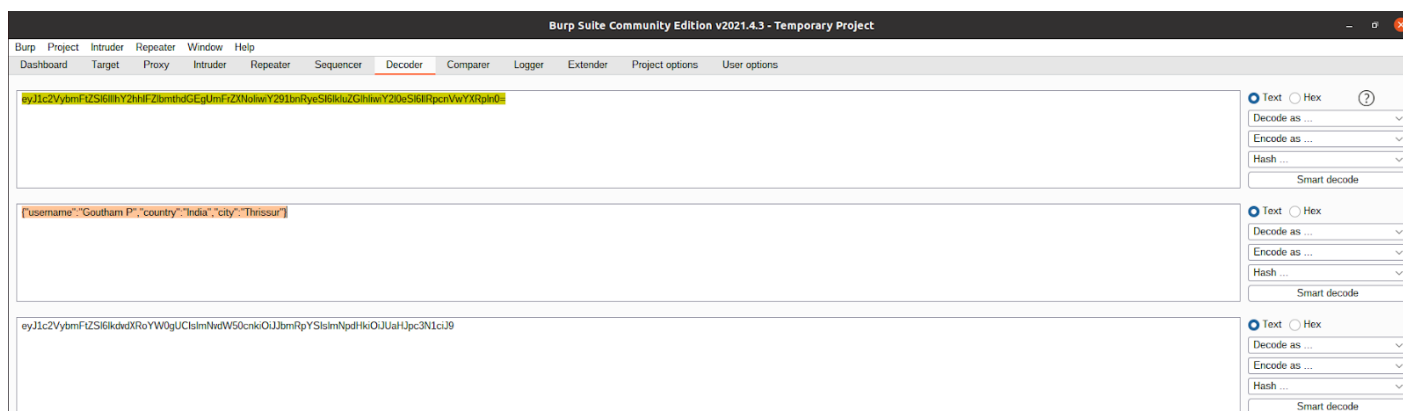 Burp Suite Community Edition v2021.4.3 - Temporary Project
Burp Project Intruder Repeater Window Help
Dashboard Target Proxy Intruder Repeater Sequencer Decoder Comparer Logger Extender Project options User options
eyJ1c2VybmFtZSI6IllhY2hhIFZlbmthdGEgUmFrZXNoIiwiY291bnRyeSI6IkluZGlhIiwiY2l0eSI6IlRpcnVwYXRpIn0=
Text Hex ?
Decode as ...
Encode as ...
Hash ...
Smart decode
{"username":"Goutham P","country":"India","city":"Thrissur"}
Text Hex
Decode as ...
Encode as ...
Hash ...
Smart decode
eyJ1c2VybmFtZSI6IkdvdXRoYW0gUCIsImNvdW50cnkiOiJJbmRpYSIsImNpdHkiOiJUaHJpc3N1ciJ9
Text Hex
Decode as ...
Encode as ...
Hash ...
Smart decode